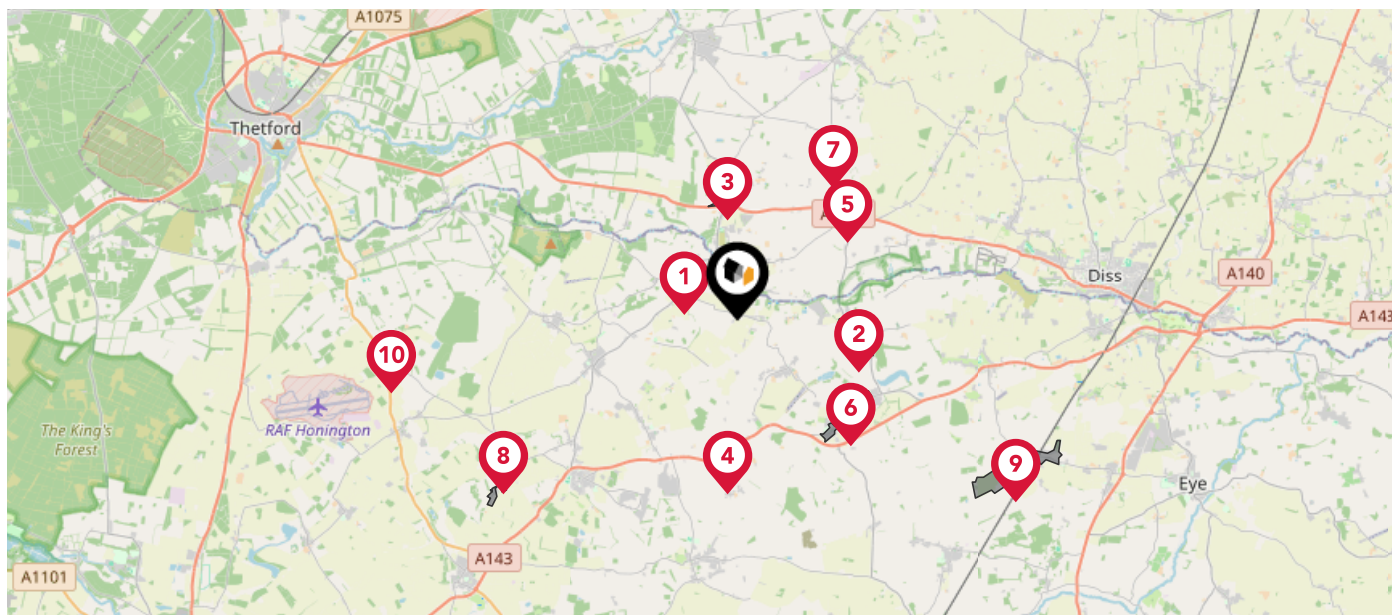 A1075
Thetford
7
3
5
A
Diss
A140
1
2
A143
10
6
RAF Honington
The King's
Forest
8
4
9
Eye
A143
A1101